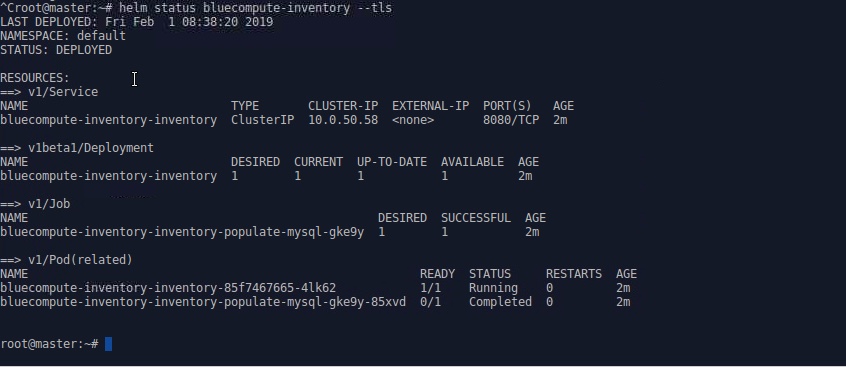 ^Croot@master:~# helm status bluecompute-inventory --tls
LAST DEPLOYED: Fri Feb  1 08:38:20 2019
NAMESPACE: default
STATUS: DEPLOYED
RESOURCES:
==> v1/Service
NAME                             TYPE       CLUSTER-IP  EXTERNAL-IP  PORT(S)   AGE
bluecompute-inventory-inventory  ClusterIP  10.0.50.58  <none>       8080/TCP  2m
==> v1beta1/Deployment
NAME                             DESIRED  CURRENT  UP-TO-DATE  AVAILABLE  AGE
bluecompute-inventory-inventory  1        1        1           1          2m
==> v1/Job
NAME                                                  DESIRED  SUCCESSFUL  AGE
bluecompute-inventory-inventory-populate-mysql-gke9y  1        1           2m
==> v1/Pod(related)
NAME                                                        READY  STATUS     RESTARTS  AGE
bluecompute-inventory-inventory-85f7467665-4lk62            1/1    Running    0         2m
bluecompute-inventory-inventory-populate-mysql-gke9y-85xvd  0/1    Completed  0         2m
root@master:~#